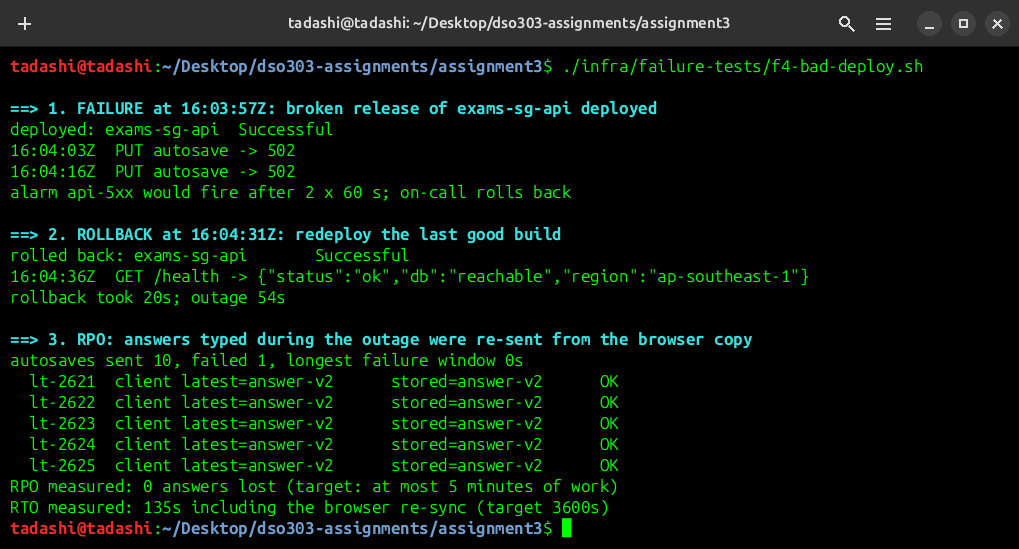 tadashi@tadashi: ~/Desktop/dso303-assignments/assignment3
tadashi@tadashi:~/Desktop/dso303-assignments/assignment3$ ./infra/failure-tests/f4-bad-deploy.sh
==> 1. FAILURE at 16:03:57Z: broken release of exams-sg-api deployed
deployed: exams-sg-api  Successful
16:04:03Z  PUT autosave -> 502
16:04:16Z  PUT autosave -> 502
alarm api-5xx would fire after 2 x 60 s; on-call rolls back
==> 2. ROLLBACK at 16:04:31Z: redeploy the last good build
rolled back: exams-sg-api       Successful
16:04:36Z  GET /health -> {"status":"ok","db":"reachable","region":"ap-southeast-1"}
rollback took 20s; outage 54s
==> 3. RPO: answers typed during the outage were re-sent from the browser copy
autosaves sent 10, failed 1, longest failure window 0s
  lt-2621  client latest=answer-v2      stored=answer-v2      OK
  lt-2622  client latest=answer-v2      stored=answer-v2      OK
  lt-2623  client latest=answer-v2      stored=answer-v2      OK
  lt-2624  client latest=answer-v2      stored=answer-v2      OK
  lt-2625  client latest=answer-v2      stored=answer-v2      OK
RPO measured: 0 answers lost (target: at most 5 minutes of work)
RTO measured: 135s including the browser re-sync (target 3600s)
tadashi@tadashi:~/Desktop/dso303-assignments/assignment3$